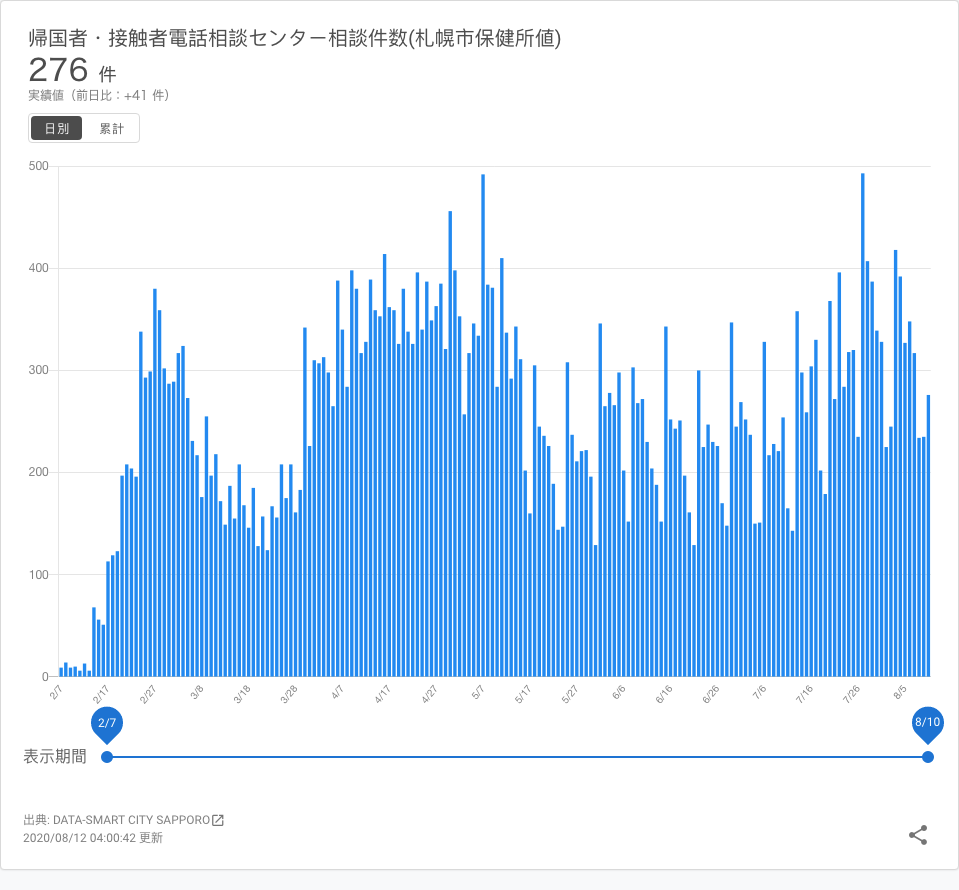 帰国者・接触者電話相談センター相談件数(札幌市保健所値)
276 件
実績値（前日比：+41 件）
日別 累計
500
400
300
200
100
0
2/7 2/17 2/27 3/8 3/18 3/28 4/7 4/17 4/27 5/7 5/17 5/27 6/6 6/16 6/26 7/6 7/16 7/26 8/5
2/7 8/10
表示期間
出典: DATA-SMART CITY SAPPORO
2020/08/12 04:00:42 更新